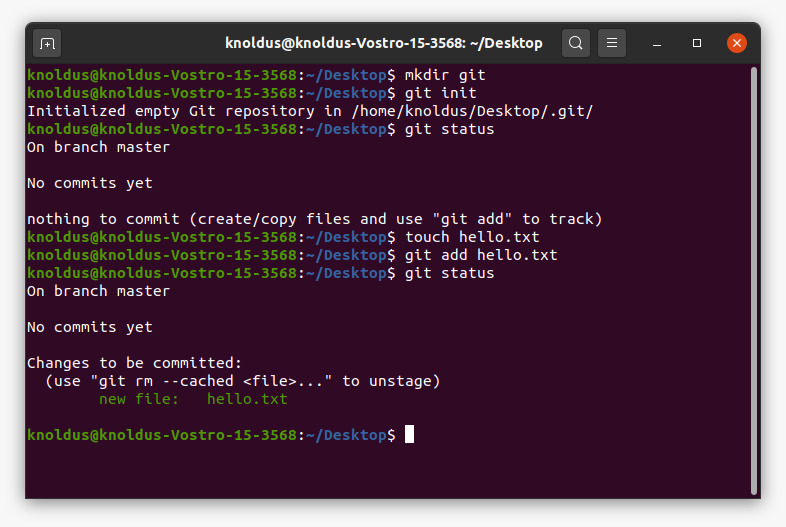 knoldus@knoldus-Vostro-15-3568: ~/Desktop
knoldus@knoldus-Vostro-15-3568:~/Desktop$ mkdir git
knoldus@knoldus-Vostro-15-3568:~/Desktop$ git init
Initialized empty Git repository in /home/knoldus/Desktop/.git/
knoldus@knoldus-Vostro-15-3568:~/Desktop$ git status
On branch master
No commits yet
nothing to commit (create/copy files and use "git add" to track)
knoldus@knoldus-Vostro-15-3568:~/Desktop$ touch hello.txt
knoldus@knoldus-Vostro-15-3568:~/Desktop$ git add hello.txt
knoldus@knoldus-Vostro-15-3568:~/Desktop$ git status
On branch master
No commits yet
Changes to be committed:
  (use "git rm --cached <file>..." to unstage)
        new file:   hello.txt
knoldus@knoldus-Vostro-15-3568:~/Desktop$